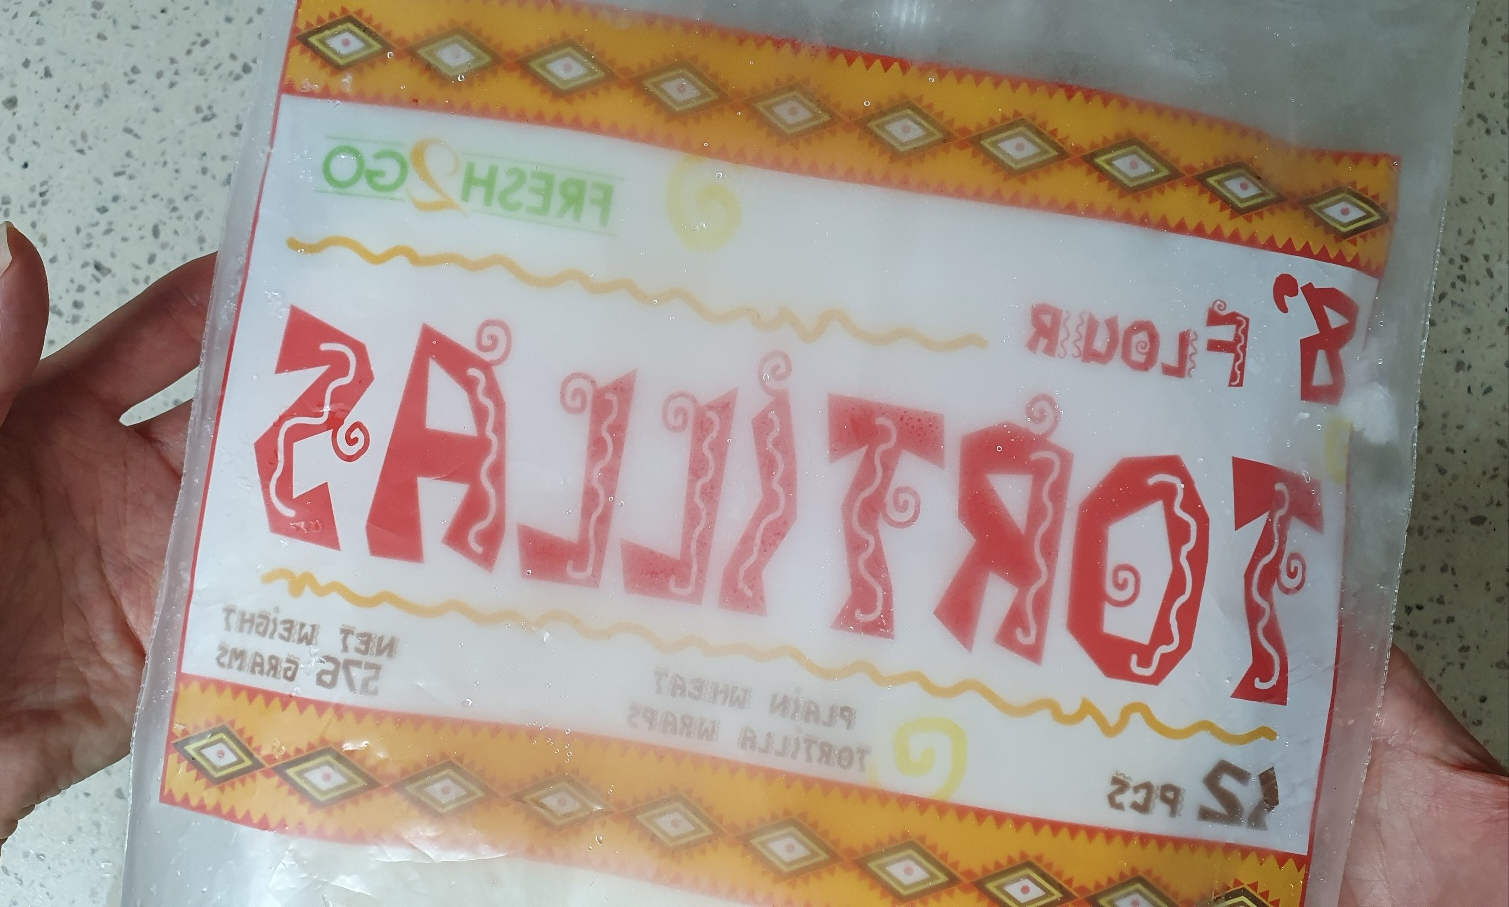 FRESH2GO
8" FLOUR
TORTILLAS
12 PCS
PLAIN WHEAT
TORTILLA WRAPS
NET WEIGHT
576 GRAMS